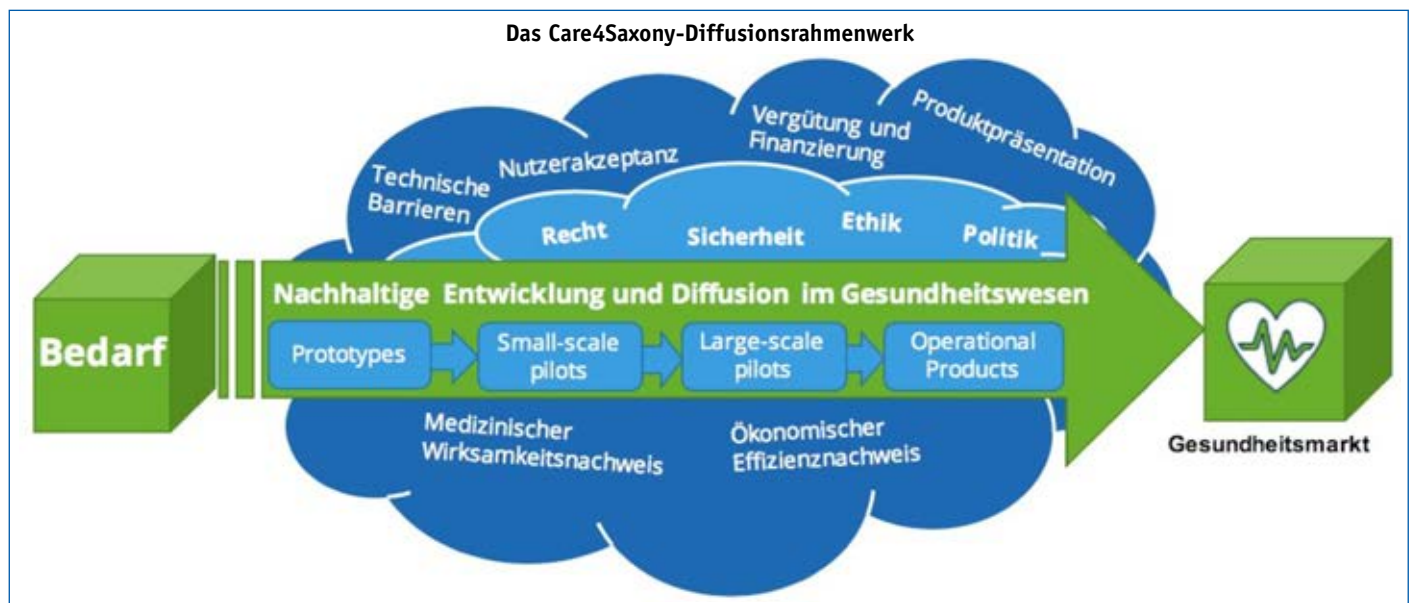 Das Care4Saxony-Diffusionsrahmenwerk
Technische
Barrieren
Nutzerakzeptanz
Vergütung und
Finanzierung
Produktpräsentation
Recht
Sicherheit
Ethik
Politik
Bedarf
Nachhaltige Entwicklung und Diffusion im Gesundheitswesen
Prototypes
Small-scale
pilots
Large-scale
pilots
Operational
Products
Medizinischer
Wirksamkeitsnachweis
Ökonomischer
Effizienznachweis
Gesundheitsmarkt